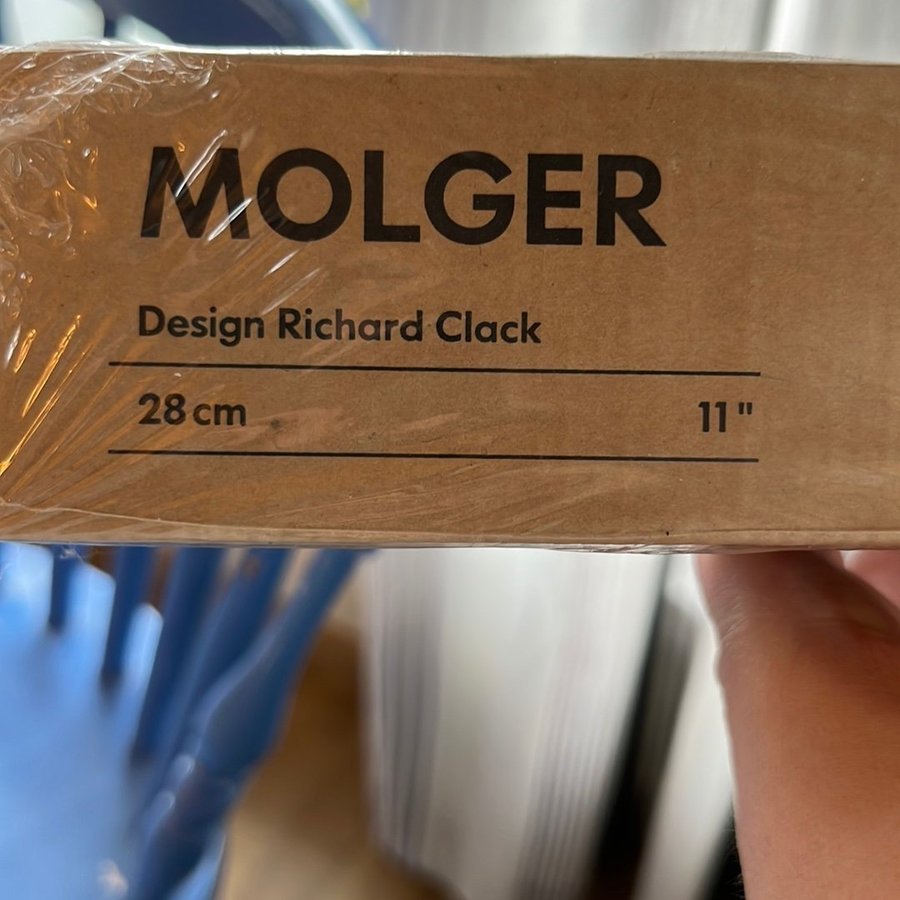 MOLGER
Design Richard Clack
28 cm 11"